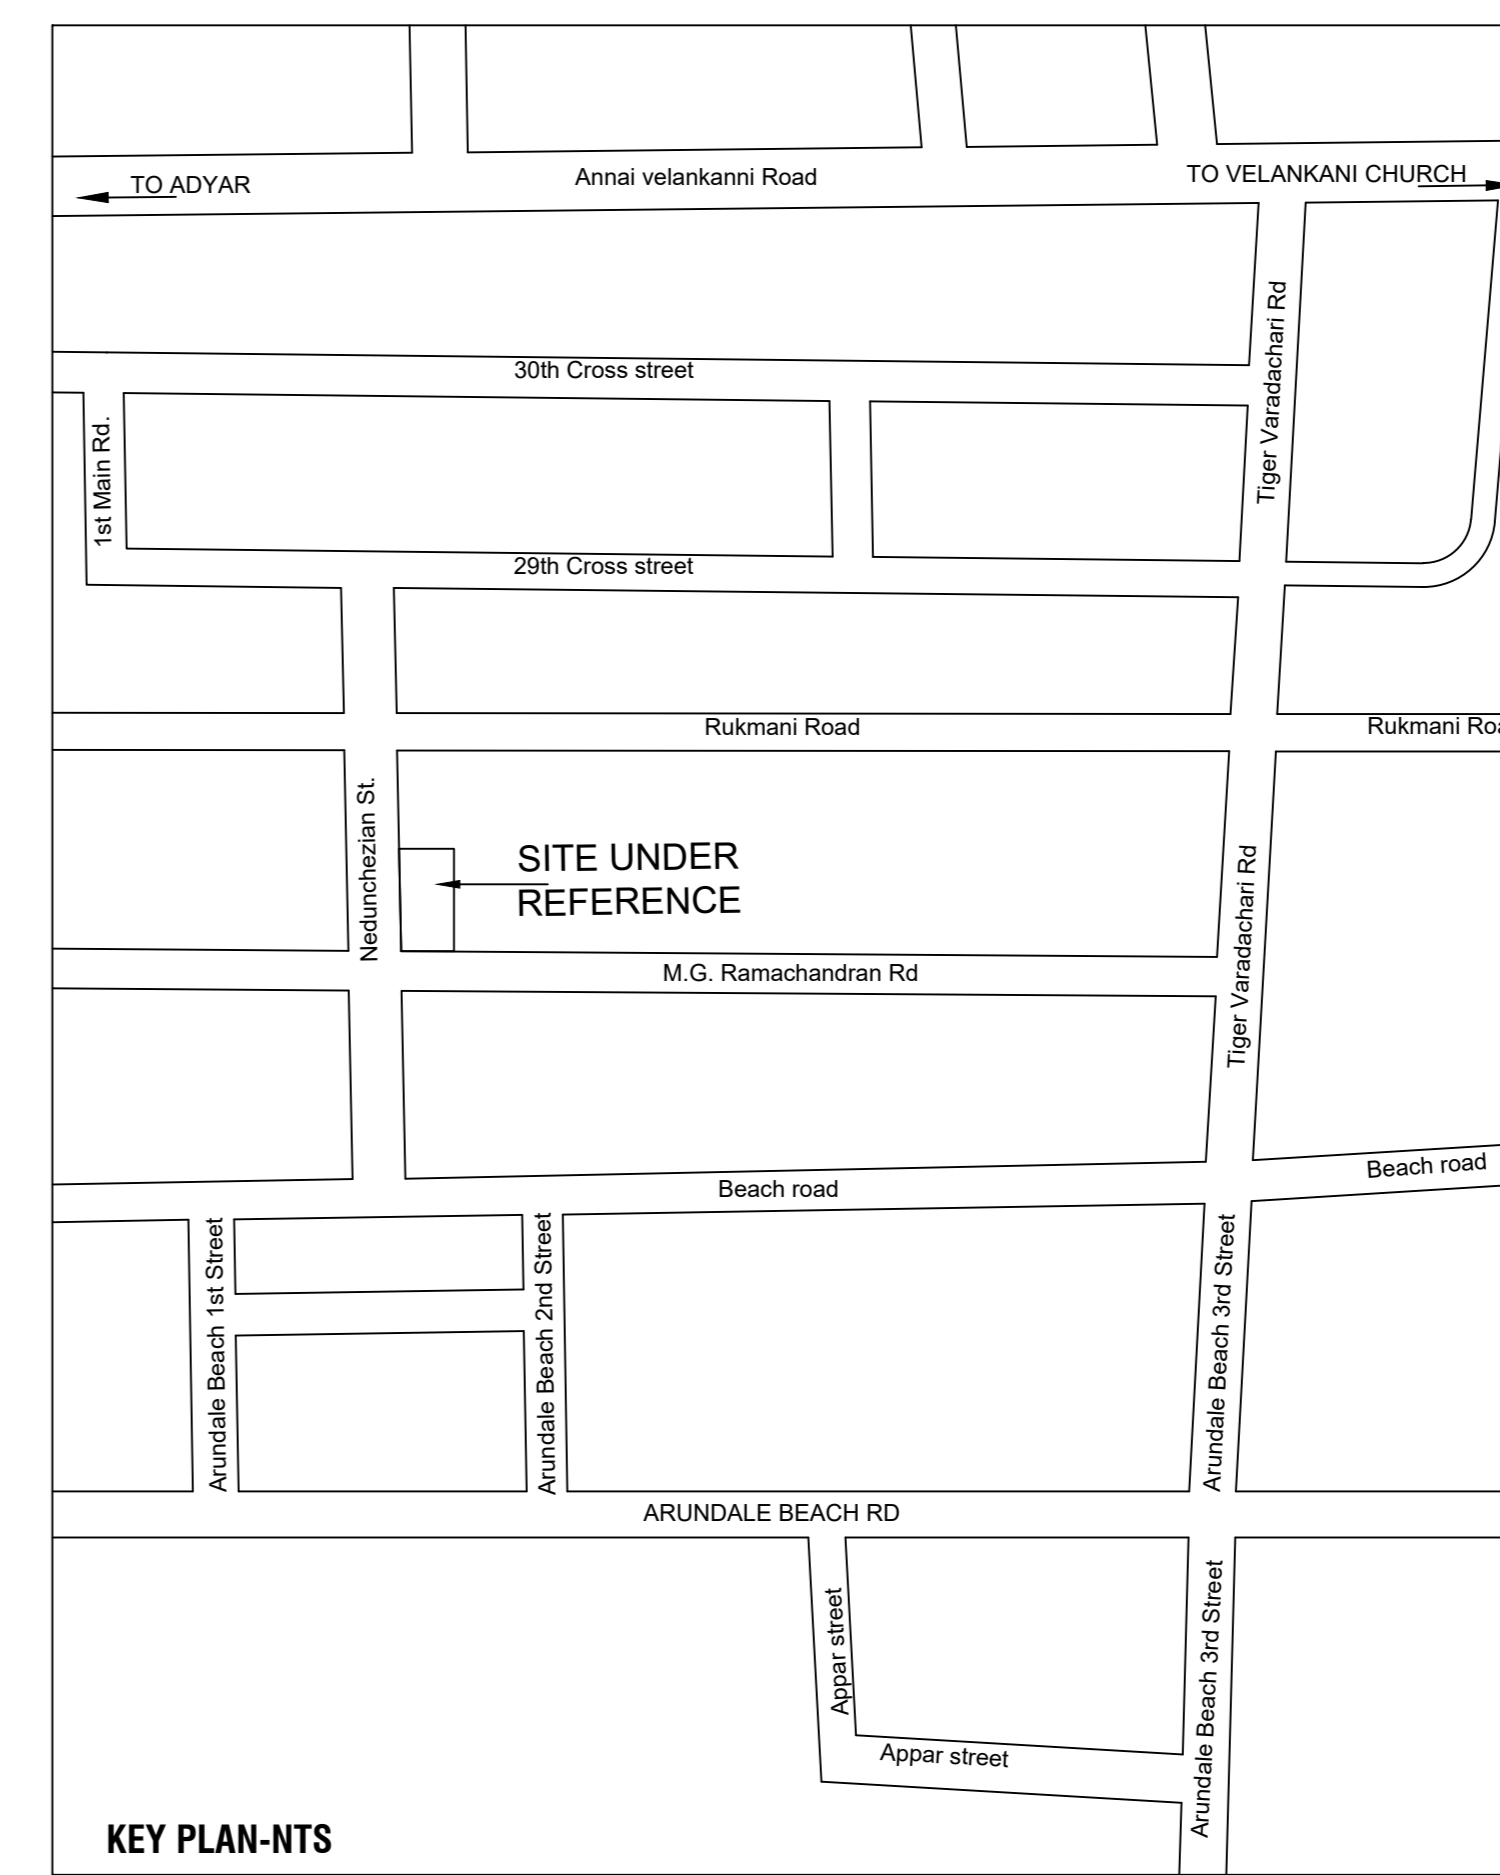 TO ADYAR
Annai velankanni Road
TO VELANKANI CHURCH
Tiger Varadachari Rd
30th Cross street
1st Main Rd.
29th Cross street
Rukmani Road
Rukmani Roa
Nedunchezian St.
SITE UNDER
REFERENCE
Tiger Varadachari Rd
M.G. Ramachandran Rd
Beach road
Beach road
Arundale Beach 1st Street
Arundale Beach 2nd Street
Arundale Beach 3rd Street
ARUNDALE BEACH RD
Appar street
Arundale Beach 3rd Street
Appar street
KEY PLAN-NTS